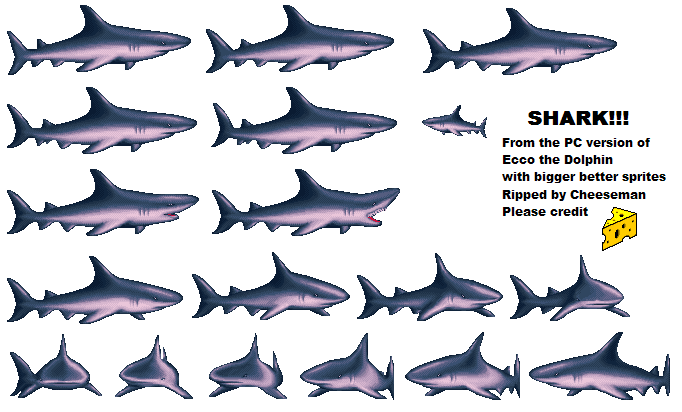 SHARK!!!
From the PC version of
Ecco the Dolphin
with bigger better sprites
Ripped by Cheeseman
Please credit